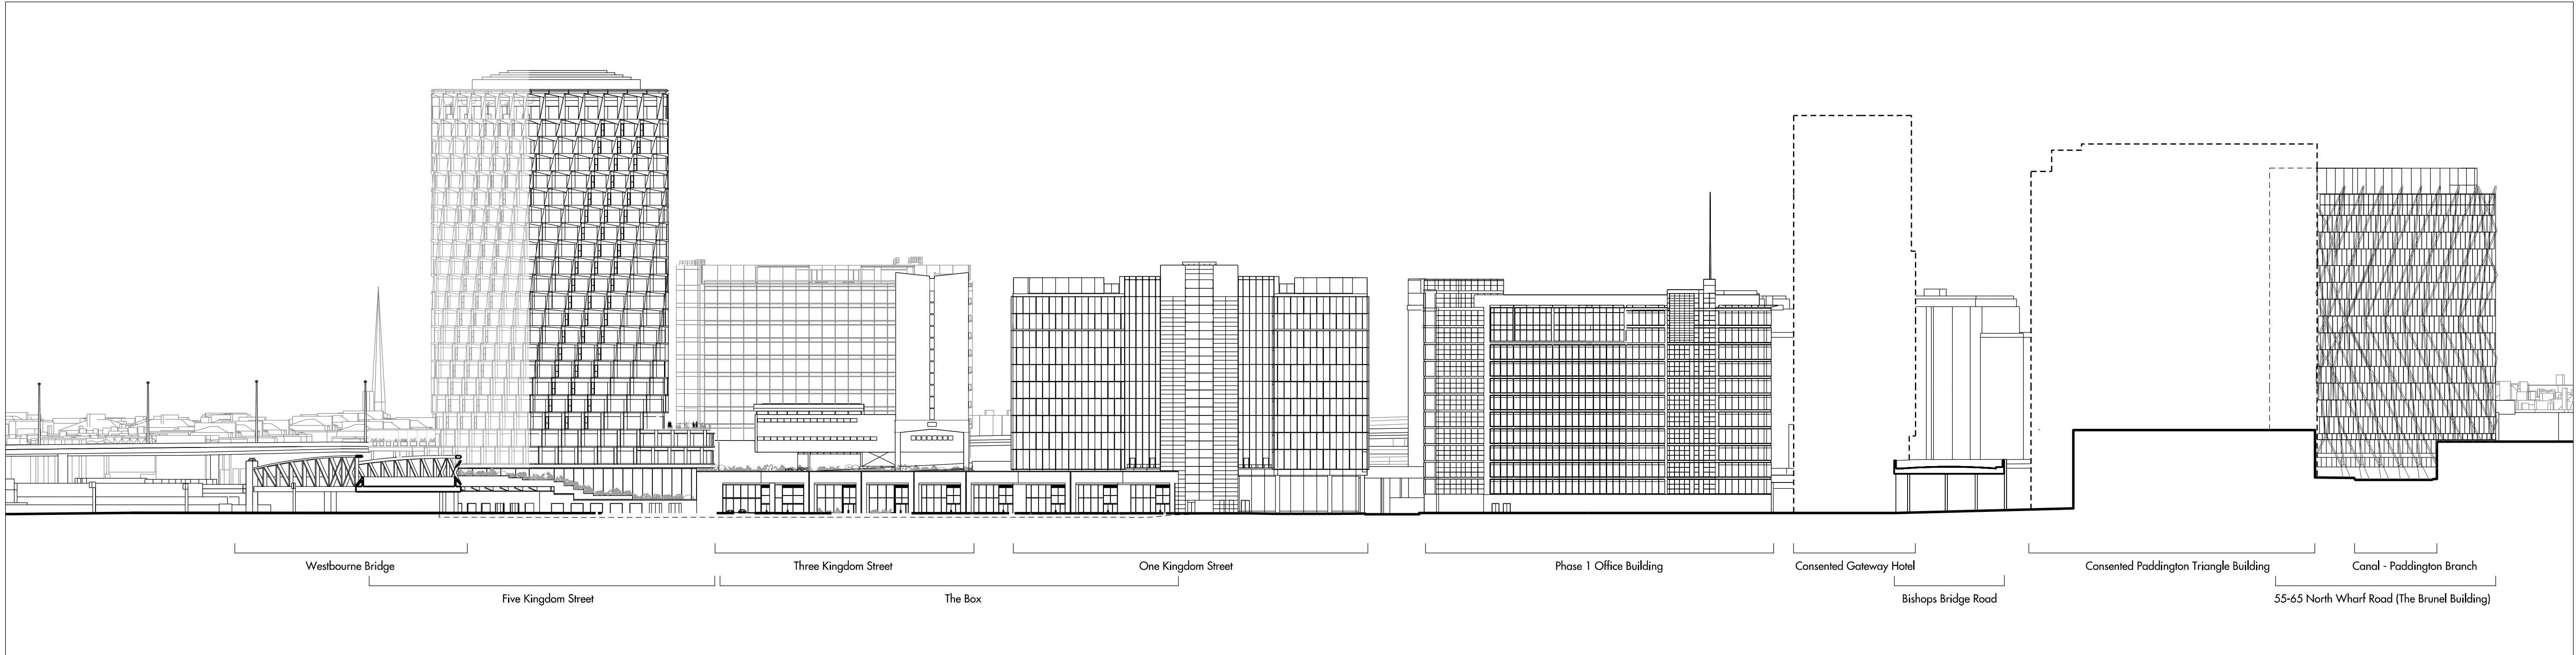 Westbourne Bridge
Three Kingdom Street
One Kingdom Street
Phase 1 Office Building
Consented Gateway Hotel
Consented Paddington Triangle Building
Canal - Paddington Branch
Five Kingdom Street
The Box
Bishops Bridge Road
55-65 North Wharf Road (The Brunel Building)